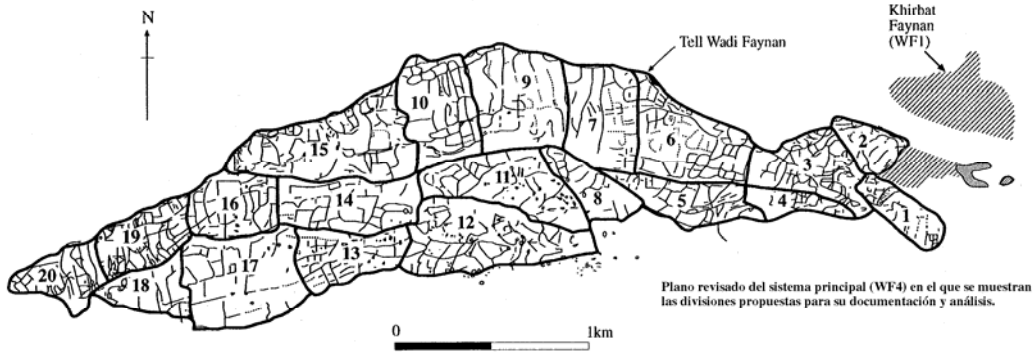 Khirbat
Faynan
(WF1)
N
Tell Wadi Faynan
9
10
7
6
2
15
3
11
16
14
8
5
4
1
12
19
13
17
20
18
Plano revisado del sistema principal (WF4) en el que se muestran
las divisiones propuestas para su documentación y análisis.
0
1km